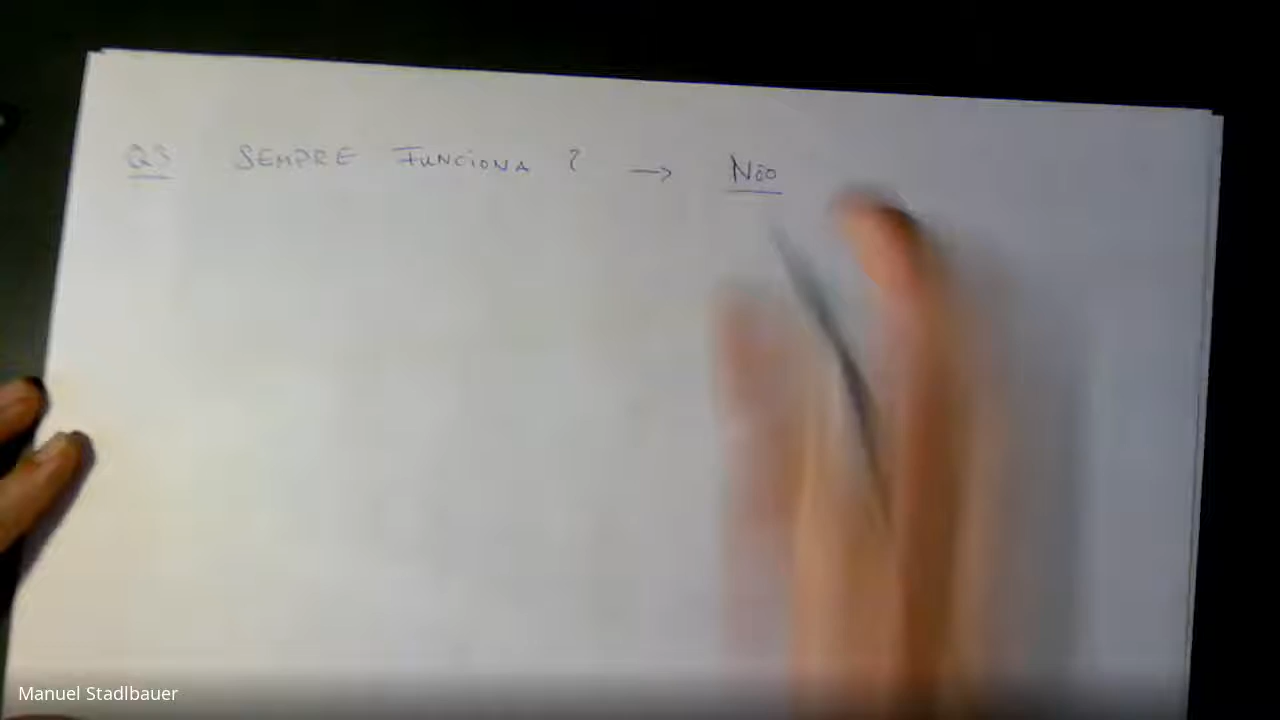 Q3 SEMPRE FUNCIONA ? → Não
Manuel Stadlbauer